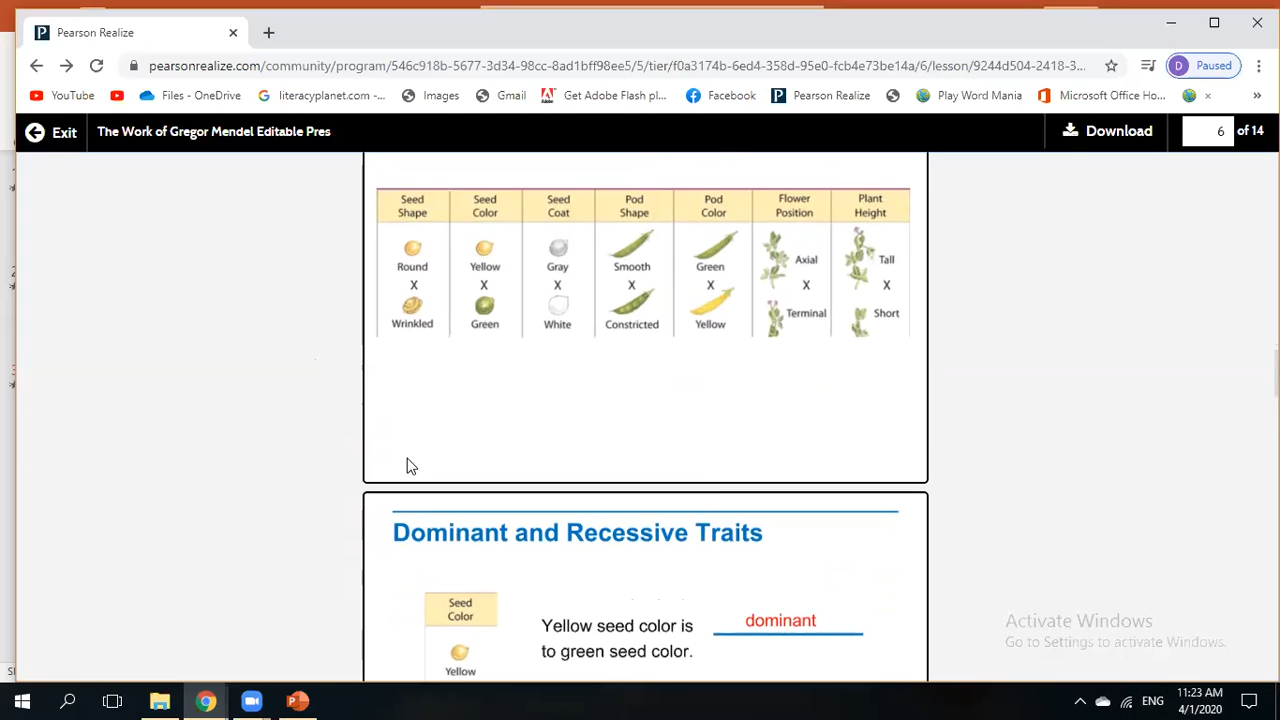 Pearson Realize
pearsonrealize.com/community/program/546c918b-5677-3d34-98cc-8ad1bff98ee5/5/tier/f0a3174b-6ed4-358d-95e0-fcb4e73be14a/6/lesson/9244d504-2418-3...
D Paused
YouTube
Files - OneDrive
literacyplanet.com -...
Images
Gmail
Get Adobe Flash pl...
Facebook
Pearson Realize
Play Word Mania
Microsoft Office Ho...
Exit
The Work of Gregor Mendel Editable Pres
Download
6 of 14
Seed Seed Seed Pod Pod Flower Plant
Shape Color Coat Shape Color Position Height
Round Yellow Gray Smooth Green Axial Tall
X X X X X X X
Wrinkled Green White Constricted Yellow Terminal Short
Dominant and Recessive Traits
Seed
Color
Yellow
Yellow seed color is dominant
to green seed color.
Activate Windows
Go to Settings to activate Windows.
ENG
11:23 AM
4/1/2020